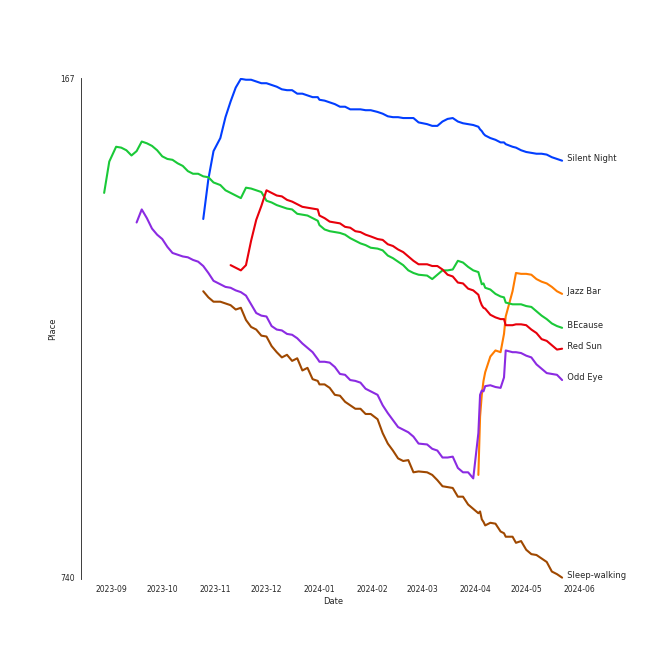 167
Silent Night
Jazz Bar
BEcause
Place
Red Sun
Odd Eye
740
Sleep-walking
2023-09 2023-10 2023-11 2023-12 2024-01 2024-02 2024-03 2024-04 2024-05 2024-06
Date